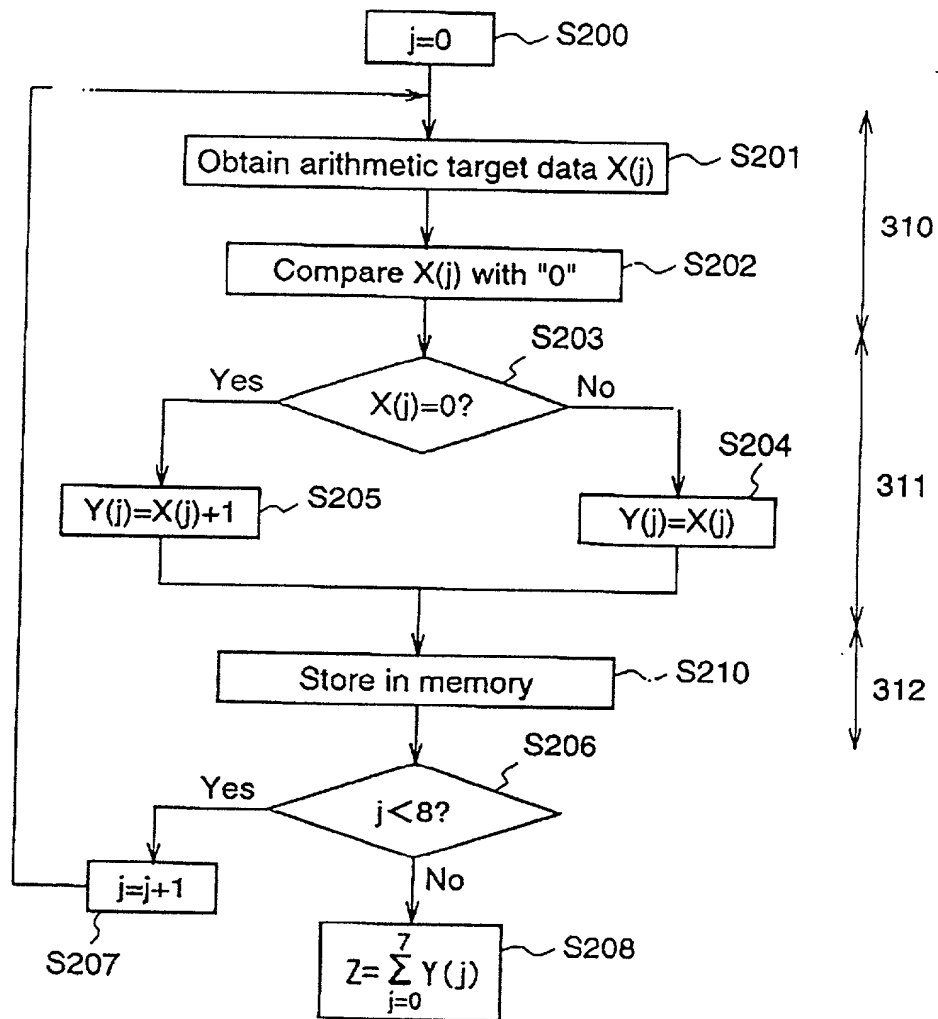 j=0
S200
Obtain arithmetic target data X(j)
S201
310
Compare X(j) with "0"
S202
S203
Yes
No
X(j)=0?
S204
311
Y(j)=X(j)+1
S205
Y(j)=X(j)
Store in memory
S210
312
S206
Yes
j<8?
No
j=j+1
S207
S208
7
Z=∑ Y(j)
j=0